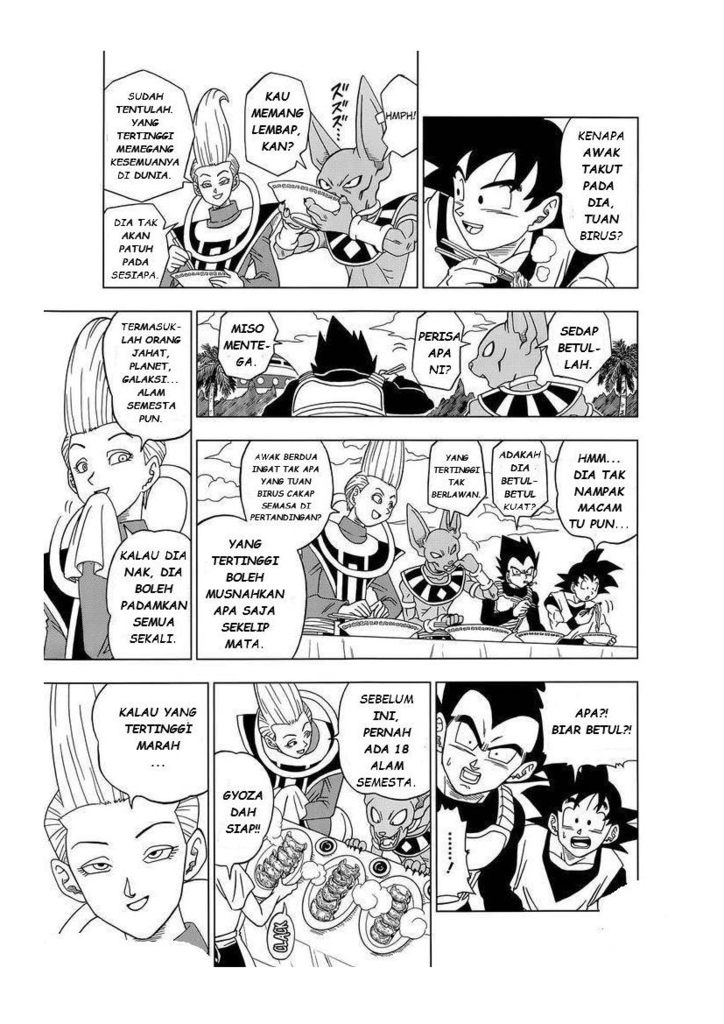 KENAPA
AWAK
TAKUT
PADA
DIA,
TUAN
BIRUS?
HMPH!
ズズズ…
KAU
MEMANG
LEMBAP,
KAN?
SUDAH
TENTULAH.
YANG
TERTINGGI
MEMEGANG
KESEMUANYA
DI DUNIA.
DIA TAK
AKAN
PATUH
PADA
SESIAPA.
SEDAP
BETUL-
LAH.
PERISA
APA
NI?
MISO
MENTE-
GA.
HMM...
DIA TAK
NAMPAK
MACAM
TU PUN...
ADAKAH
DIA
BETUL-
BETUL
KUAT?
YANG
TERTINGGI
TAK
BERLAWAN.
AWAK BERDUA
INGAT TAK APA
YANG TUAN
BIRUS CAKAP
SEMASA DI
PERTANDINGAN?
YANG
TERTINGGI
BOLEH
MUSNAHKAN
APA SAJA
SEKELIP
MATA.
TERMASUK-
LAH ORANG
JAHAT,
PLANET,
GALAKSI...
ALAM
SEMESTA
PUN.
KALAU DIA
NAK, DIA
BOLEH
PADAMKAN
SEMUA
SEKALI.
APA?!
BIAR BETUL?!
......!
SEBELUM
INI,
PERNAH
ADA 18
ALAM
SEMESTA.
GYOZA
DAH
SIAP!!
CLACK
KALAU YANG
TERTINGGI
MARAH
...